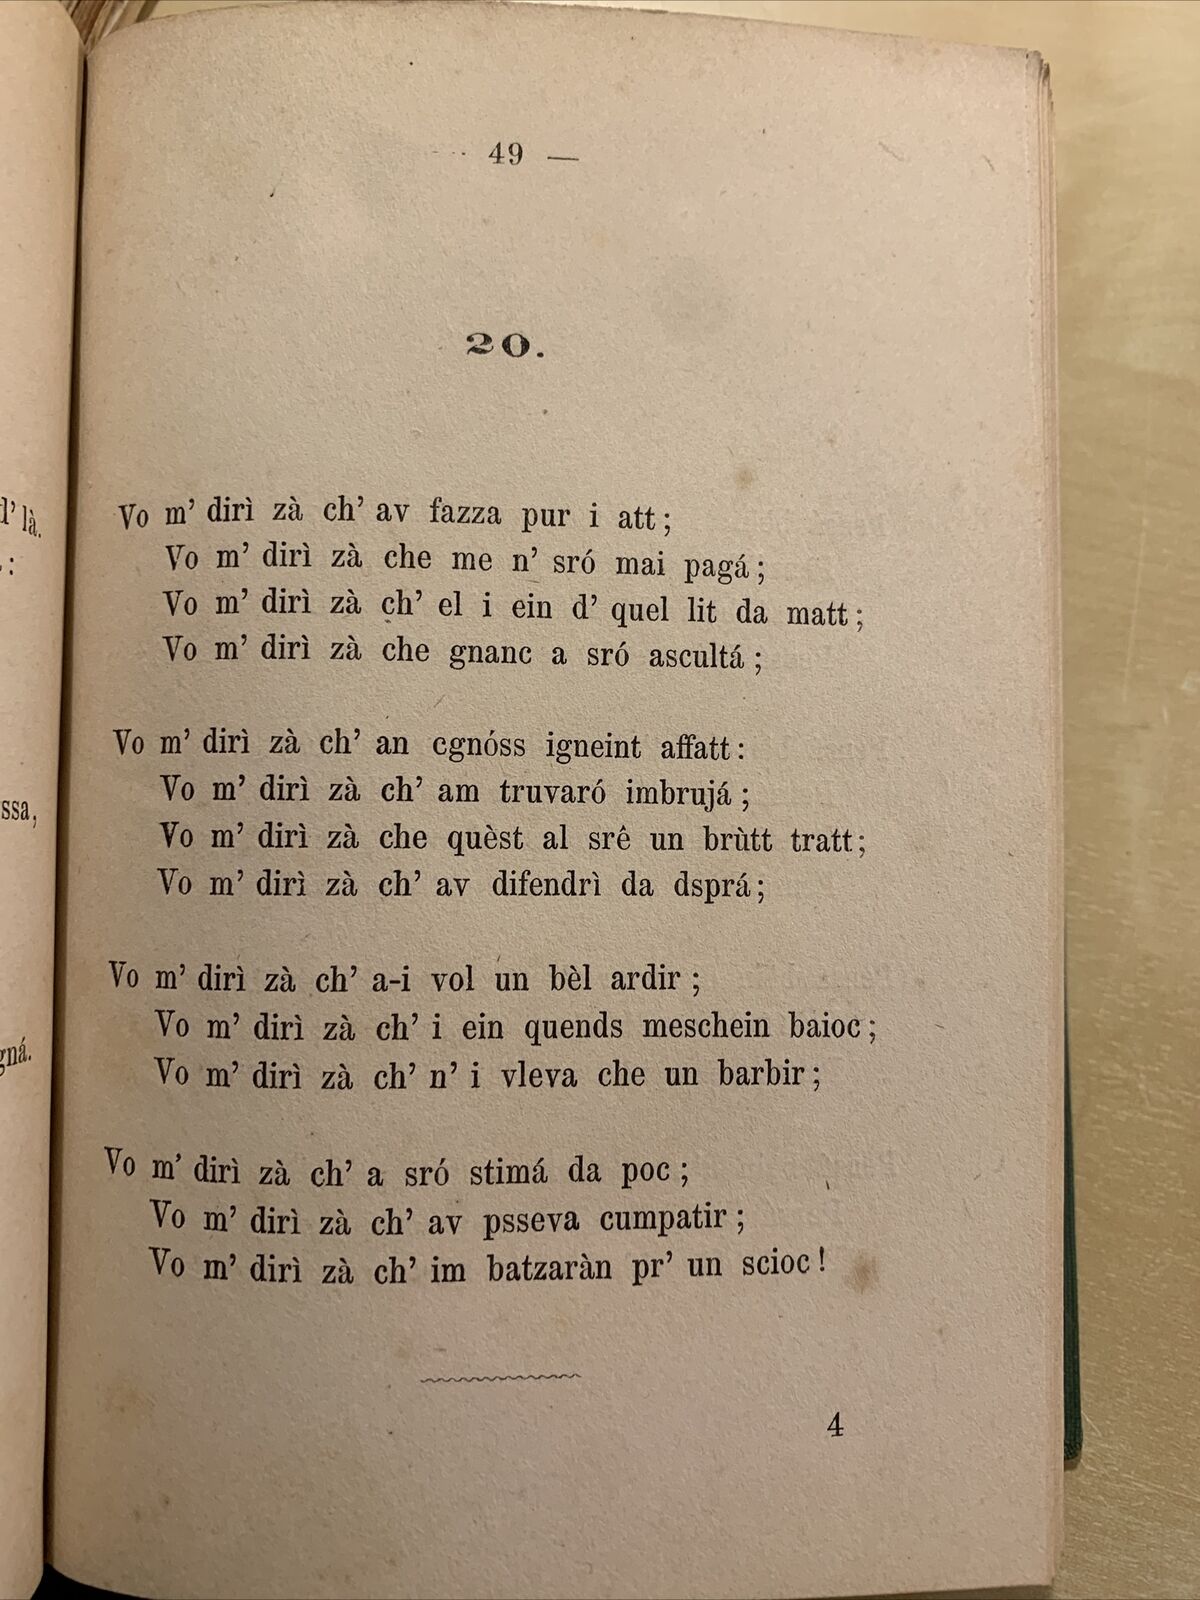 49 —
20.
d' là.
Vo m' dirì zà ch' av fazza pur i att;
Vo m' dirì zà che me n' sró mai pagá;
Vo m' dirì zà ch' el i ein d' quel lit da matt;
Vo m' dirì zà che gnanc a sró ascultá;
Vo m' dirì zà ch' an cgnóss igneint affatt:
Vo m' dirì zà ch' am truvaró imbrujá;
Vo m' dirì zà che quèst al srê un brùtt tratt;
Vo m' dirì zà ch' av difendrì da dsprá;
Vo m' dirì zà ch' a-i vol un bèl ardir;
Vo m' dirì zà ch' i ein quends meschein baioc;
Vo m' dirì zà ch' n' i vleva che un barbir;
Vo m' dirì zà ch' a sró stimá da poc;
Vo m' dirì zà ch' av psseva cumpatir;
Vo m' dirì zà ch' im batzaràn pr' un scioc!
4